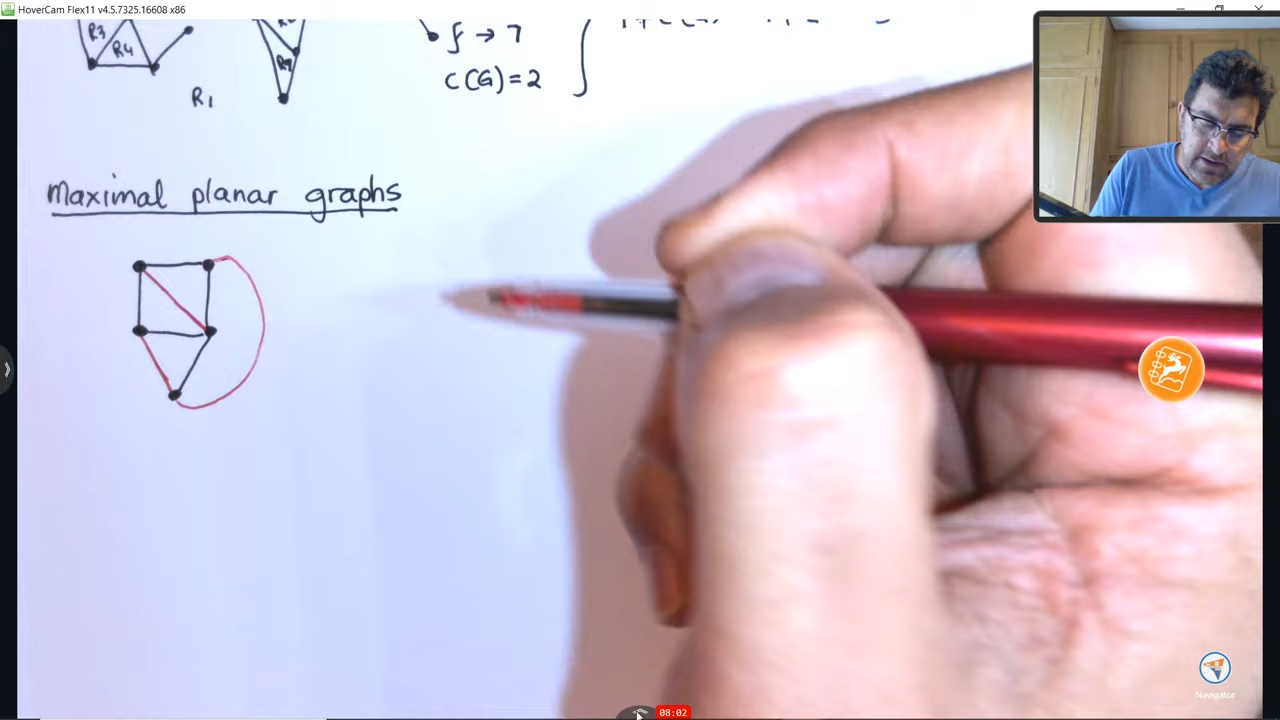 HoverCam Flex11 v4.5.7325.16608 x86
R3
R4
R1
f → 7
C(G) = 2
Maximal planar graphs
Navigator
08:02